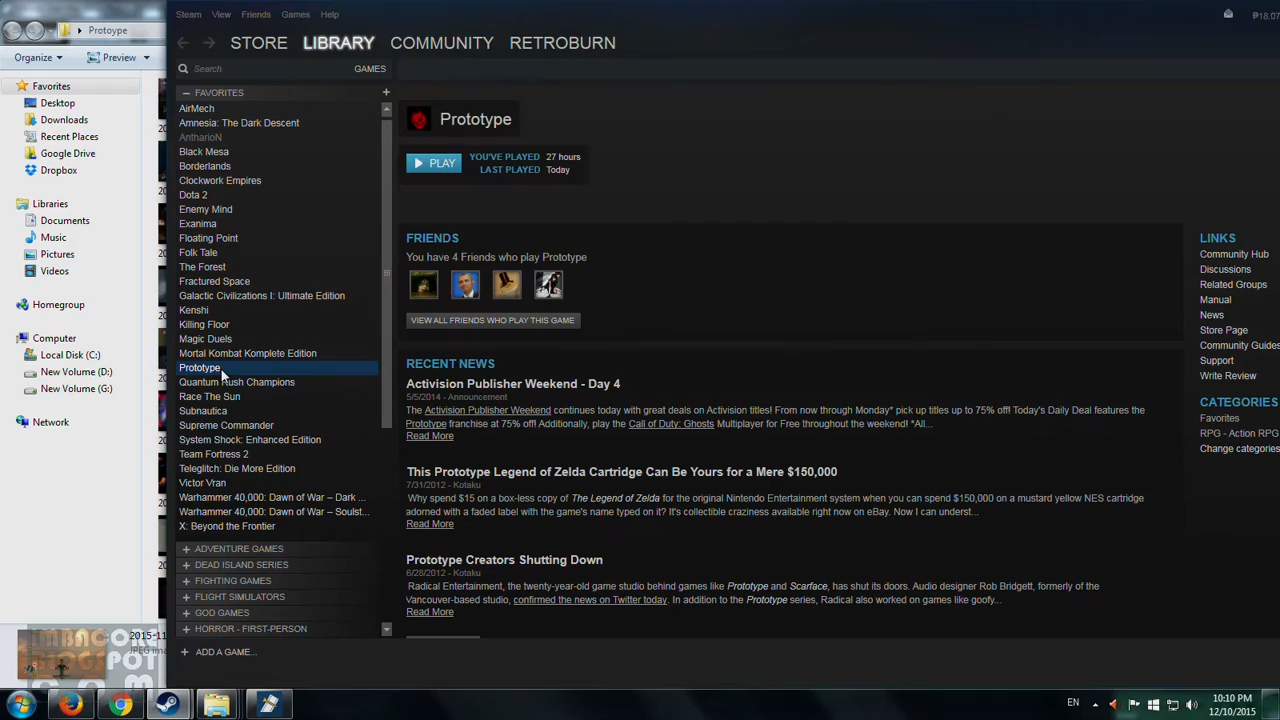 Steam View Friends Games Help
₱18.07
Protoype
Organize Preview
STORE LIBRARY COMMUNITY RETROBURN
Search GAMES
Favorites
Desktop
Downloads
Recent Places
Google Drive
Dropbox
Libraries
Documents
Music
Pictures
Videos
Homegroup
Computer
Local Disk (C:)
New Volume (D:)
New Volume (G:)
Network
2015-11
JPEG ima
IMBACORE
BLOGSPOT
COM
FAVORITES
AirMech
Amnesia: The Dark Descent
AntharioN
Black Mesa
Borderlands
Clockwork Empires
Dota 2
Enemy Mind
Exanima
Floating Point
Folk Tale
The Forest
Fractured Space
Galactic Civilizations I: Ultimate Edition
Kenshi
Killing Floor
Magic Duels
Mortal Kombat Komplete Edition
Prototype
Quantum Rush Champions
Race The Sun
Subnautica
Supreme Commander
System Shock: Enhanced Edition
Team Fortress 2
Teleglitch: Die More Edition
Victor Vran
Warhammer 40,000: Dawn of War – Dark ...
Warhammer 40,000: Dawn of War – Soulst...
X: Beyond the Frontier
ADVENTURE GAMES
DEAD ISLAND SERIES
FIGHTING GAMES
FLIGHT SIMULATORS
GOD GAMES
HORROR - FIRST-PERSON
ADD A GAME...
Prototype
PLAY YOU'VE PLAYED 27 hours
LAST PLAYED Today
FRIENDS
You have 4 Friends who play Prototype
VIEW ALL FRIENDS WHO PLAY THIS GAME
RECENT NEWS
Activision Publisher Weekend - Day 4
5/5/2014 - Announcement
The Activision Publisher Weekend continues today with great deals on Activision titles! From now through Monday* pick up titles up to 75% off! Today's Daily Deal features the
Prototype franchise at 75% off! Additionally, play the Call of Duty: Ghosts Multiplayer for Free throughout the weekend! *All...
Read More
This Prototype Legend of Zelda Cartridge Can Be Yours for a Mere $150,000
7/31/2012 - Kotaku
Why spend $15 on a box-less copy of The Legend of Zelda for the original Nintendo Entertainment system when you can spend $150,000 on a mustard yellow NES cartridge
adorned with a faded label with the game's name typed on it? It's collectible craziness available right now on eBay. Now I can underst...
Read More
Prototype Creators Shutting Down
6/28/2012 - Kotaku
Radical Entertainment, the twenty-year-old game studio behind games like Prototype and Scarface, has shut its doors. Audio designer Rob Bridgett, formerly of the
Vancouver-based studio, confirmed the news on Twitter today. In addition to the Prototype series, Radical also worked on games like goofy...
Read More
LINKS
Community Hub
Discussions
Related Groups
Manual
News
Store Page
Community Guides
Support
Write Review
CATEGORIES
Favorites
RPG - Action RPG
Change categories
EN
10:10 PM
12/10/2015